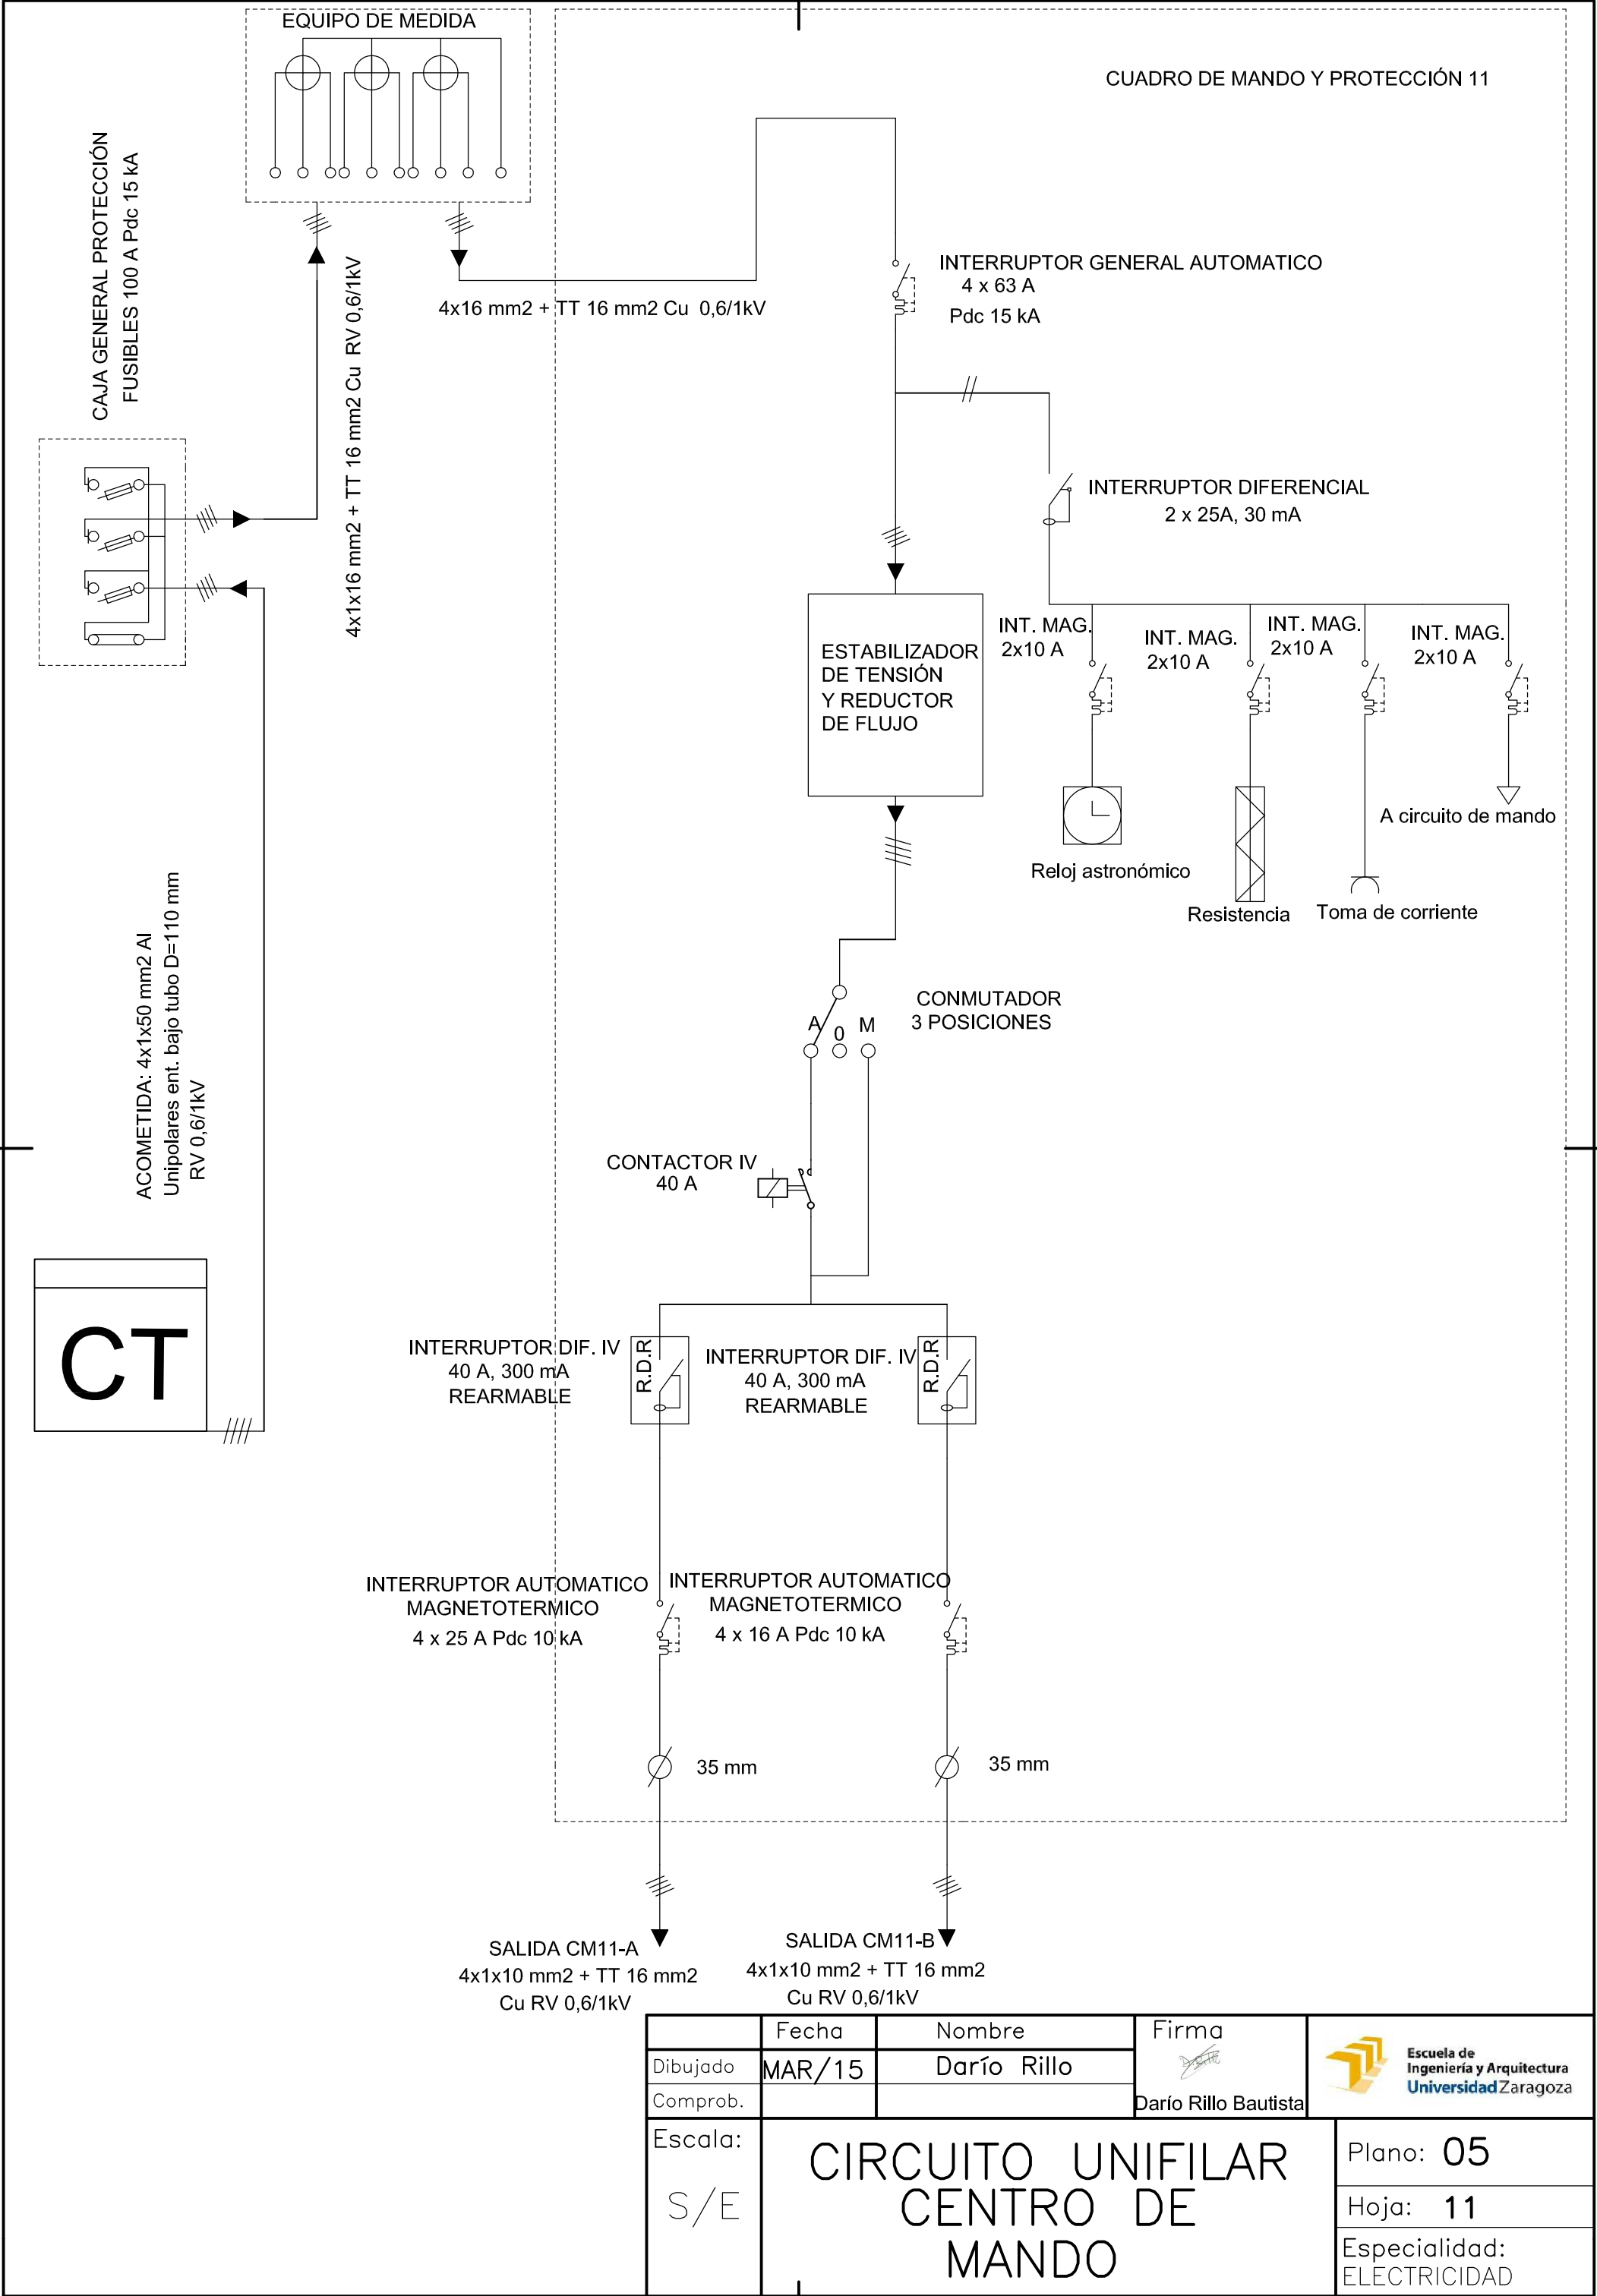 EQUIPO DE MEDIDA
CUADRO DE MANDO Y PROTECCIÓN 11
CAJA GENERAL PROTECCIÓN
FUSIBLES 100 A Pdc 15 kA
4x1x16 mm2 + TT 16 mm2 Cu  RV 0,6/1kV
4x16 mm2 + TT 16 mm2 Cu  0,6/1kV
INTERRUPTOR GENERAL AUTOMATICO
4 x 63 A
Pdc 15 kA
INTERRUPTOR DIFERENCIAL
2 x 25A, 30 mA
INT. MAG.
2x10 A
INT. MAG.
2x10 A
INT. MAG.
2x10 A
INT. MAG.
2x10 A
ESTABILIZADOR
DE TENSIÓN
Y REDUCTOR
DE FLUJO
Reloj astronómico
Resistencia
Toma de corriente
A circuito de mando
ACOMETIDA: 4x1x50 mm2 Al
Unipolares ent. bajo tubo D=110 mm
RV 0,6/1kV
CONMUTADOR
3 POSICIONES
A
0
M
CONTACTOR IV
40 A
CT
INTERRUPTOR DIF. IV
40 A, 300 mA
REARMABLE
R.D.R
INTERRUPTOR DIF. IV
40 A, 300 mA
REARMABLE
R.D.R
INTERRUPTOR AUTOMATICO
MAGNETOTERMICO
4 x 25 A Pdc 10 kA
INTERRUPTOR AUTOMATICO
MAGNETOTERMICO
4 x 16 A Pdc 10 kA
35 mm
35 mm
SALIDA CM11-A
4x1x10 mm2 + TT 16 mm2
Cu RV 0,6/1kV
SALIDA CM11-B
4x1x10 mm2 + TT 16 mm2
Cu RV 0,6/1kV
Fecha
Nombre
Firma
Dibujado
MAR/15
Darío Rillo
Comprob.
Darío Rillo Bautista
Escuela de
Ingeniería y Arquitectura
Universidad Zaragoza
Escala:
S/E
CIRCUITO UNIFILAR
CENTRO DE
MANDO
Plano: 05
Hoja: 11
Especialidad:
ELECTRICIDAD